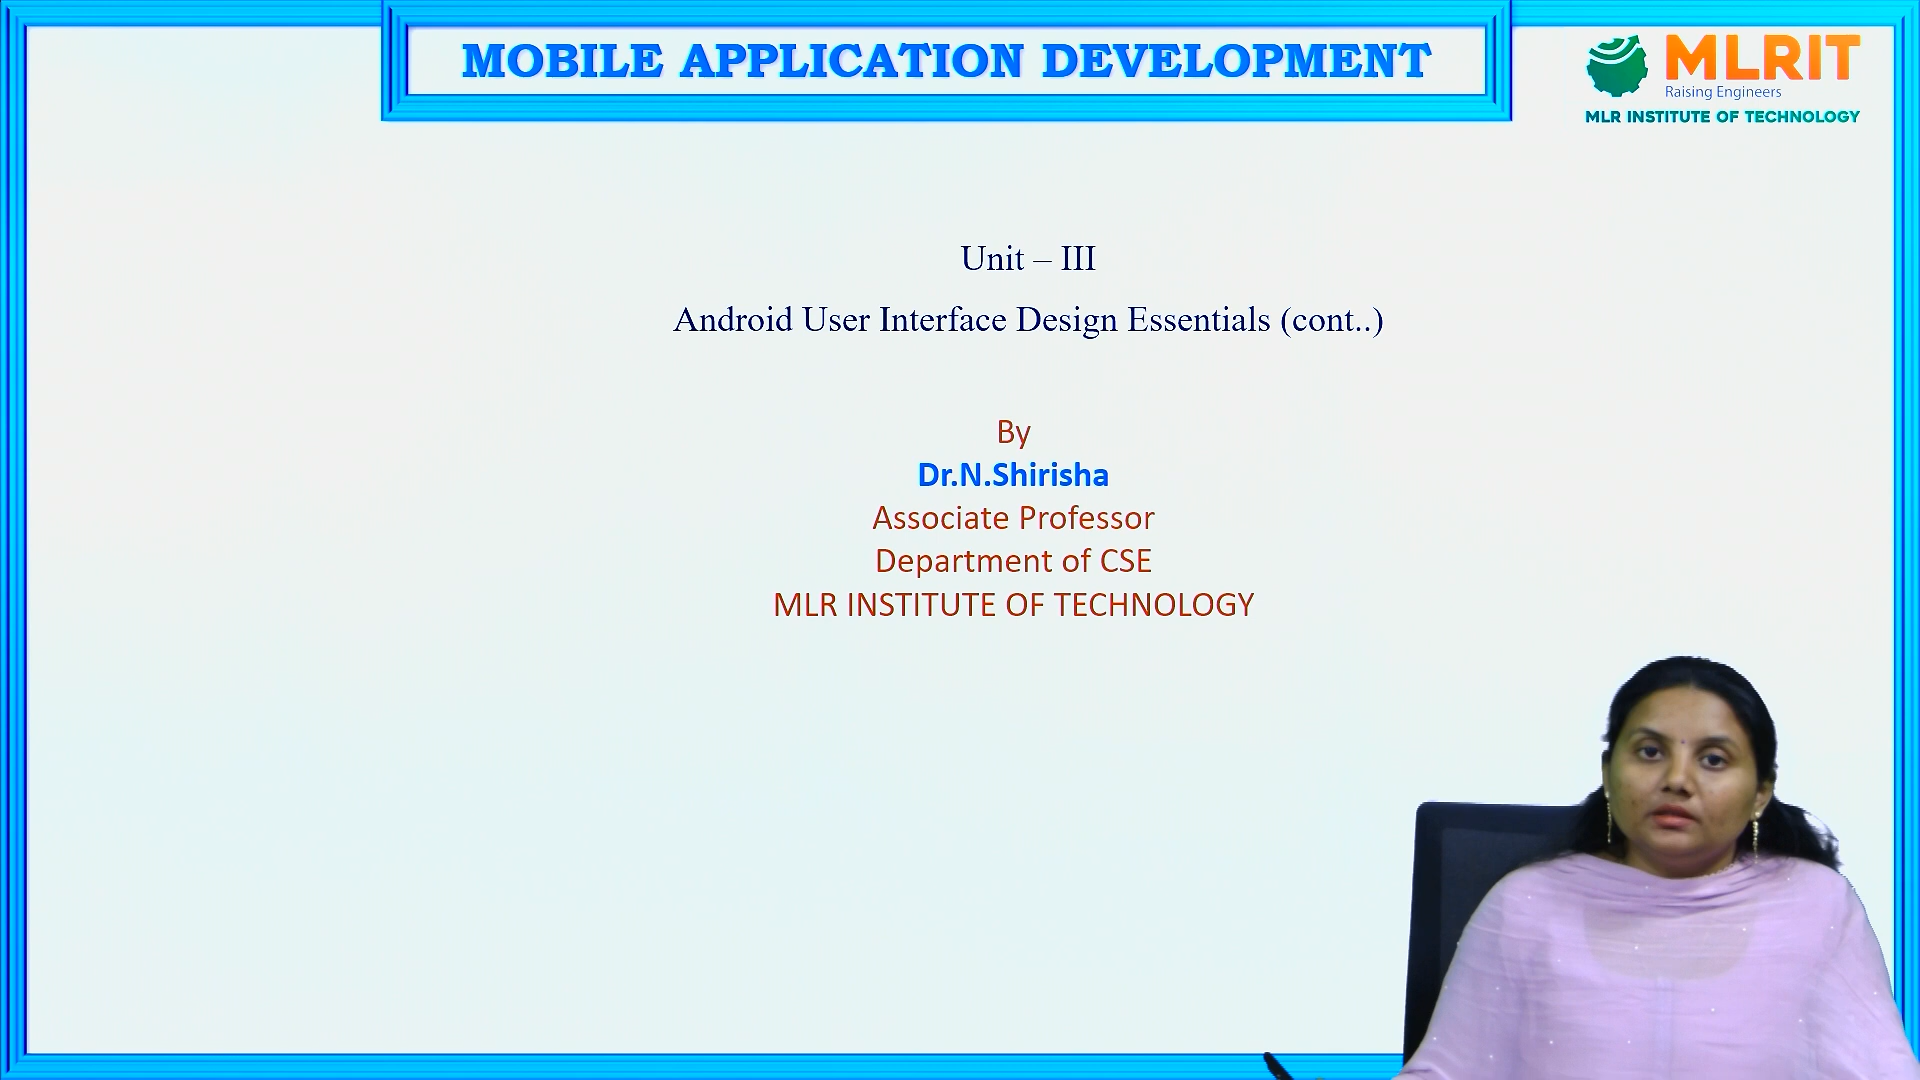 MOBILE APPLICATION DEVELOPMENT
MLRIT
Raising Engineers
MLR INSTITUTE OF TECHNOLOGY
Unit – III
Android User Interface Design Essentials (cont..)
By
Dr.N.Shirisha
Associate Professor
Department of CSE
MLR INSTITUTE OF TECHNOLOGY